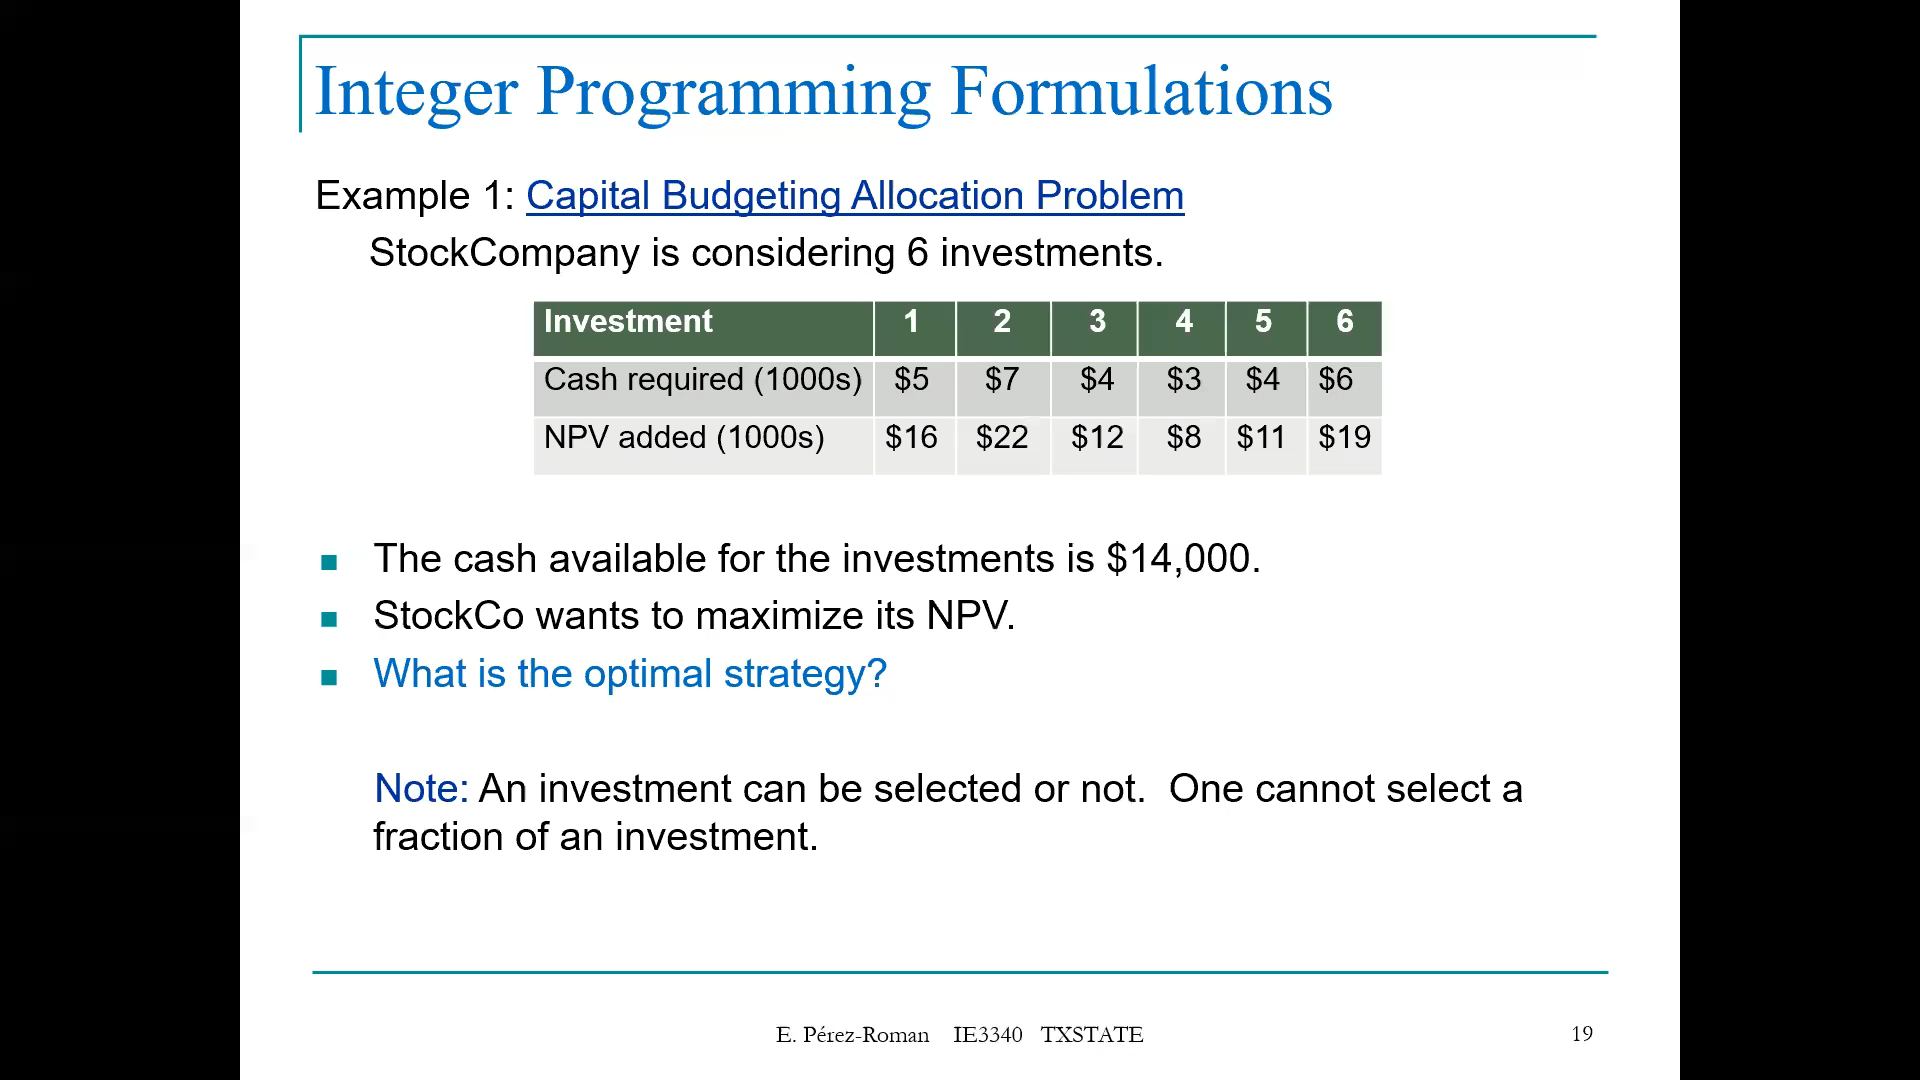 Integer Programming Formulations
Example 1: Capital Budgeting Allocation Problem
StockCompany is considering 6 investments.
Investment 1 2 3 4 5 6
Cash required (1000s) $5 $7 $4 $3 $4 $6
NPV added (1000s) $16 $22 $12 $8 $11 $19
The cash available for the investments is $14,000.
StockCo wants to maximize its NPV.
What is the optimal strategy?
Note: An investment can be selected or not. One cannot select a
fraction of an investment.
E. Pérez-Roman IE3340 TXSTATE 19